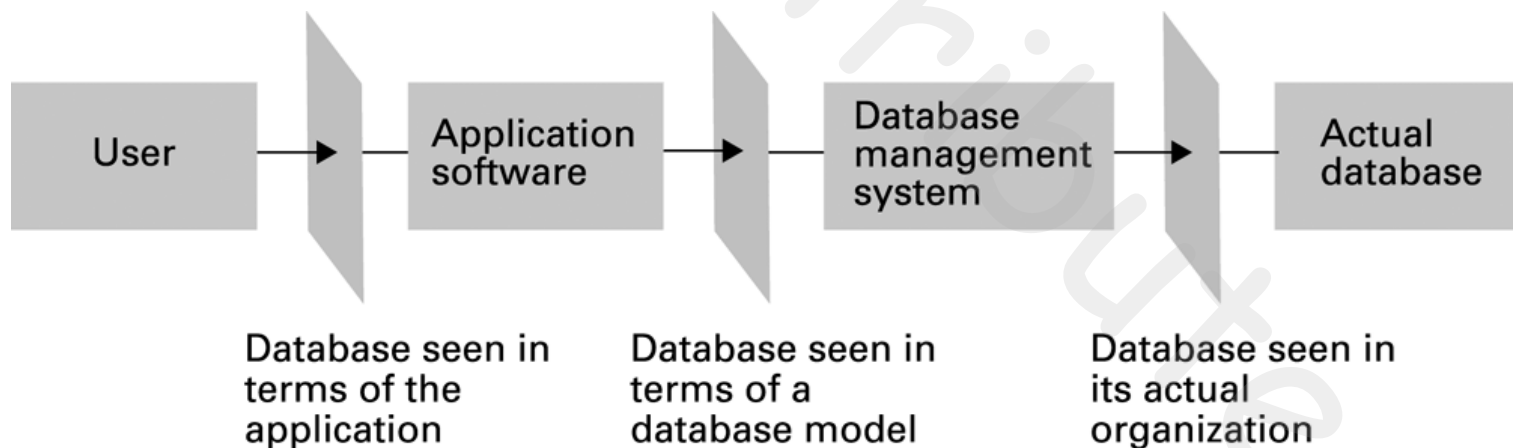 User
Application
software
Database
management
system
Actual
database
Database seen in
terms of the
application
Database seen in
terms of a
database model
Database seen in
its actual
organization